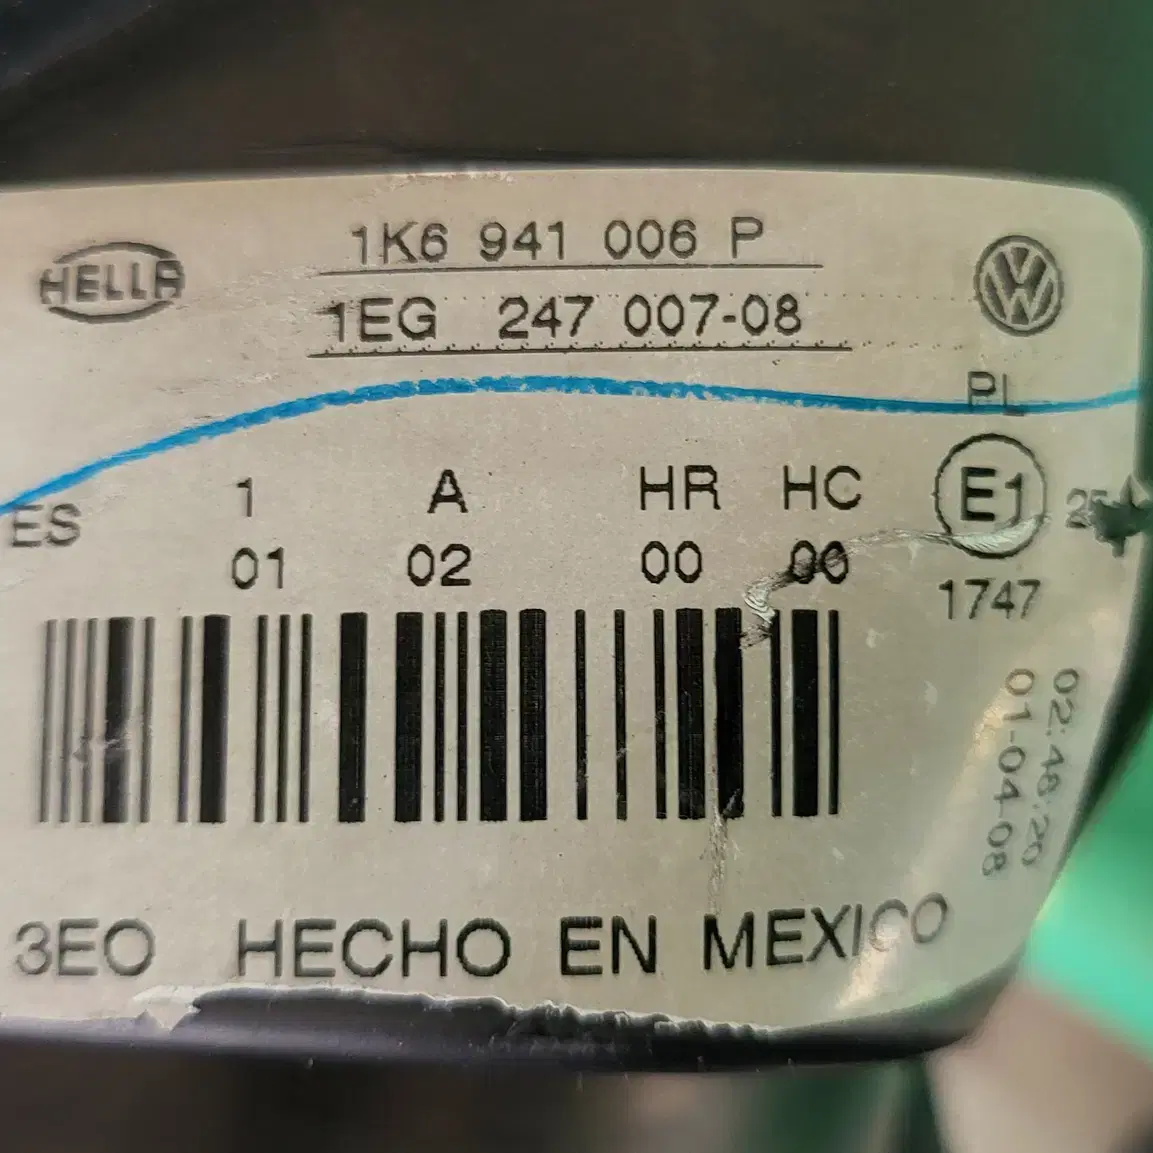 HELLA
1K6 941 006 P
1EG 247 007-08
PL
ES 1 A HR HC E1
01 02 00 00
1747
02:48:20
01-04-08
3EO HECHO EN MEXICO